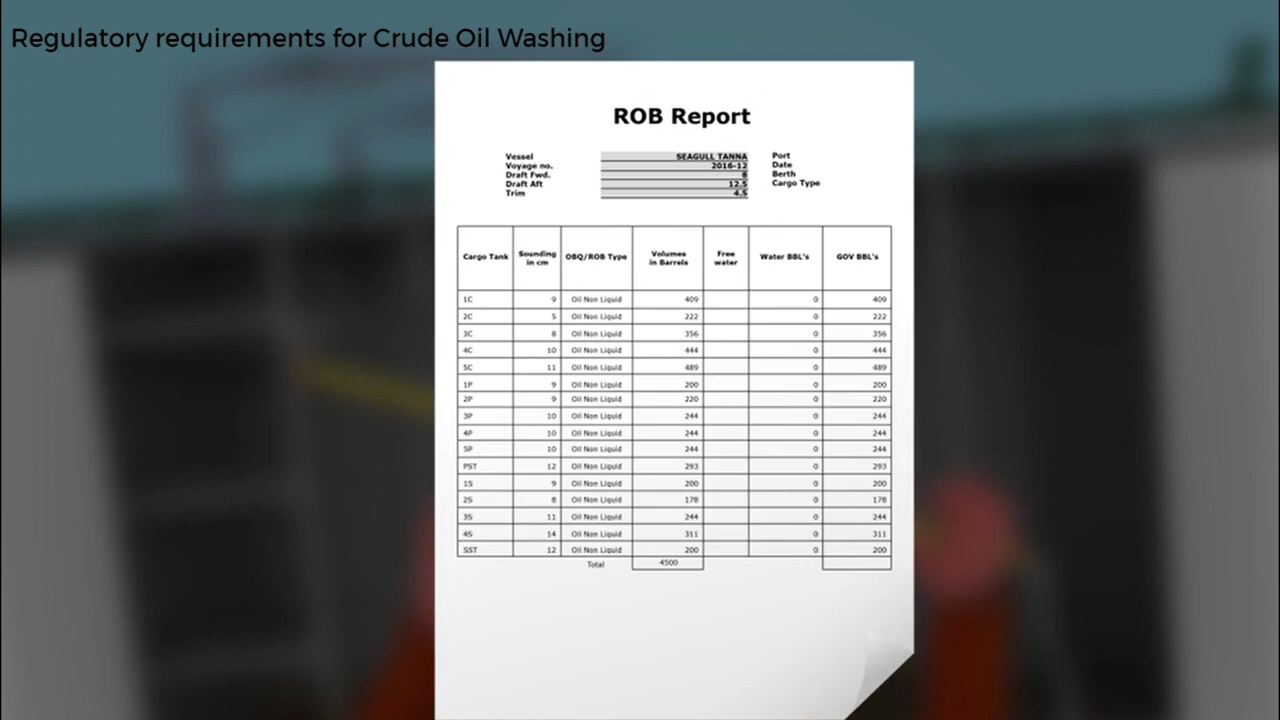 Regulatory requirements for Crude Oil Washing
ROB Report
Vessel SEAGULL TANNA Port
Voyage no. 2016-12 Date
Draft Fwd. 8 Berth
Draft Aft 12.5 Cargo Type
Trim 4.5
Cargo Tank Sounding in cm OBQ/ROB Type Volumes in Barrels Free water Water BBL's GOV BBL's
1C 9 Oil Non Liquid 409 0 409
2C 5 Oil Non Liquid 222 0 222
3C 8 Oil Non Liquid 356 0 356
4C 10 Oil Non Liquid 444 0 444
5C 11 Oil Non Liquid 489 0 489
1P 9 Oil Non Liquid 200 0 200
2P 9 Oil Non Liquid 220 0 220
3P 10 Oil Non Liquid 244 0 244
4P 10 Oil Non Liquid 244 0 244
5P 10 Oil Non Liquid 244 0 244
PST 12 Oil Non Liquid 293 0 293
1S 9 Oil Non Liquid 200 0 200
2S 8 Oil Non Liquid 178 0 178
3S 11 Oil Non Liquid 244 0 244
4S 14 Oil Non Liquid 311 0 311
SST 12 Oil Non Liquid 200 0 200
Total 4500